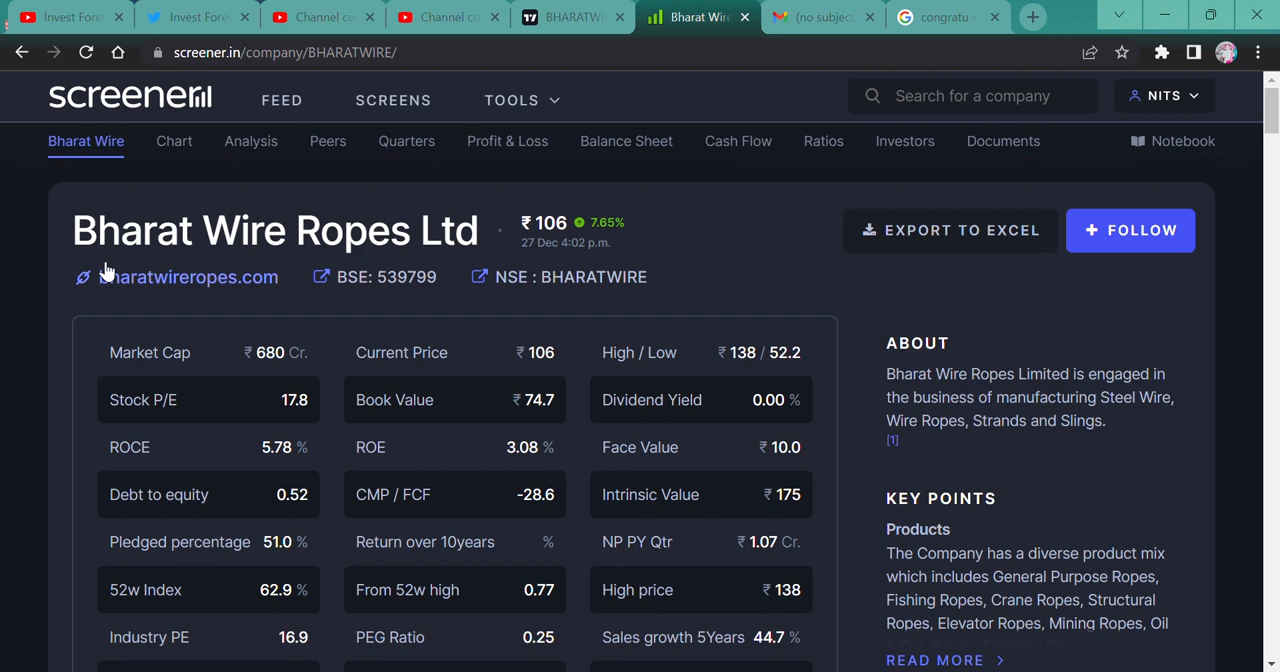 Invest Fore
Invest Fore
Channel co
Channel co
BHARATWI
Bharat Wire
(no subject
congratu -
screener.in/company/BHARATWIRE/
screener
FEED
SCREENS
TOOLS
Search for a company
NITS
Bharat Wire
Chart
Analysis
Peers
Quarters
Profit & Loss
Balance Sheet
Cash Flow
Ratios
Investors
Documents
Notebook
Bharat Wire Ropes Ltd
₹ 106 7.65%
27 Dec 4:02 p.m.
EXPORT TO EXCEL
+ FOLLOW
bharatwireropes.com
BSE: 539799
NSE : BHARATWIRE
Market Cap ₹ 680 Cr.
Current Price ₹ 106
High / Low ₹ 138 / 52.2
Stock P/E 17.8
Book Value ₹ 74.7
Dividend Yield 0.00 %
ROCE 5.78 %
ROE 3.08 %
Face Value ₹ 10.0
Debt to equity 0.52
CMP / FCF -28.6
Intrinsic Value ₹ 175
Pledged percentage 51.0 %
Return over 10years %
NP PY Qtr ₹ 1.07 Cr.
52w Index 62.9 %
From 52w high 0.77
High price ₹ 138
Industry PE 16.9
PEG Ratio 0.25
Sales growth 5Years 44.7 %
ABOUT
Bharat Wire Ropes Limited is engaged in
the business of manufacturing Steel Wire,
Wire Ropes, Strands and Slings.
[1]
KEY POINTS
Products
The Company has a diverse product mix
which includes General Purpose Ropes,
Fishing Ropes, Crane Ropes, Structural
Ropes, Elevator Ropes, Mining Ropes, Oil
READ MORE >